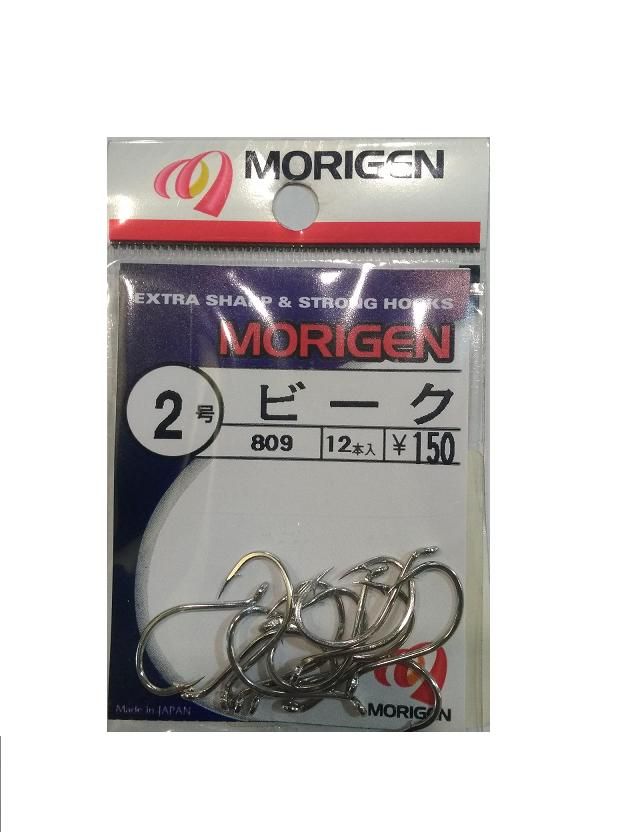 MORIGEN
EXTRA SHARP & STRONG HOOKS
MORIGEN
2号 ビーク
809 12本入 ¥150
MORIGEN
Made in JAPAN